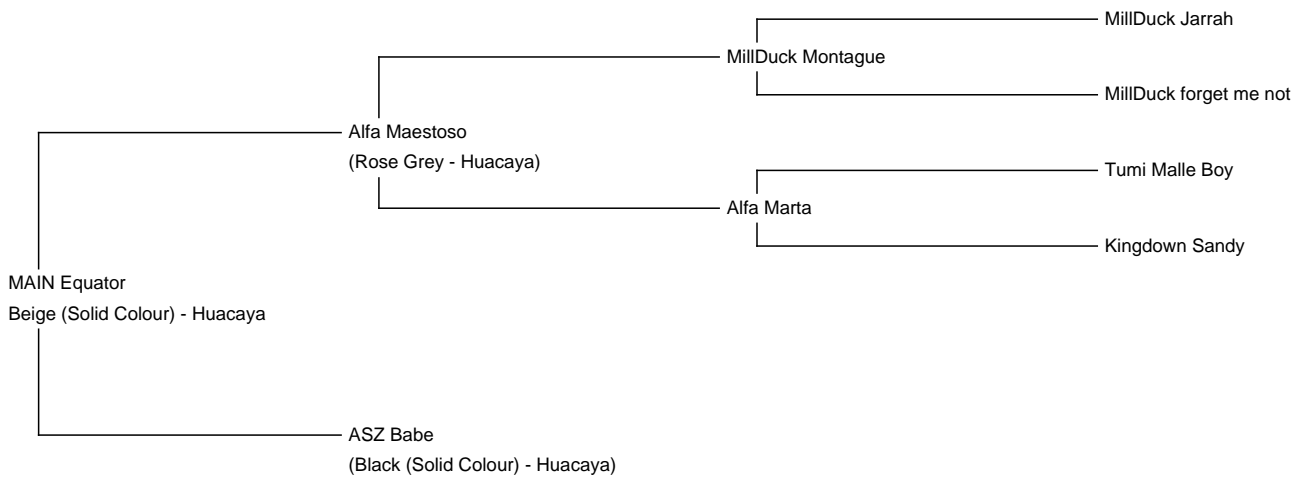 MillDuck Jarrah
MillDuck Montague
MillDuck forget me not
Alfa Maestoso
(Rose Grey - Huacaya)
Tumi Malle Boy
Alfa Marta
Kingdown Sandy
MAIN Equator
Beige (Solid Colour) - Huacaya
ASZ Babe
(Black (Solid Colour) - Huacaya)